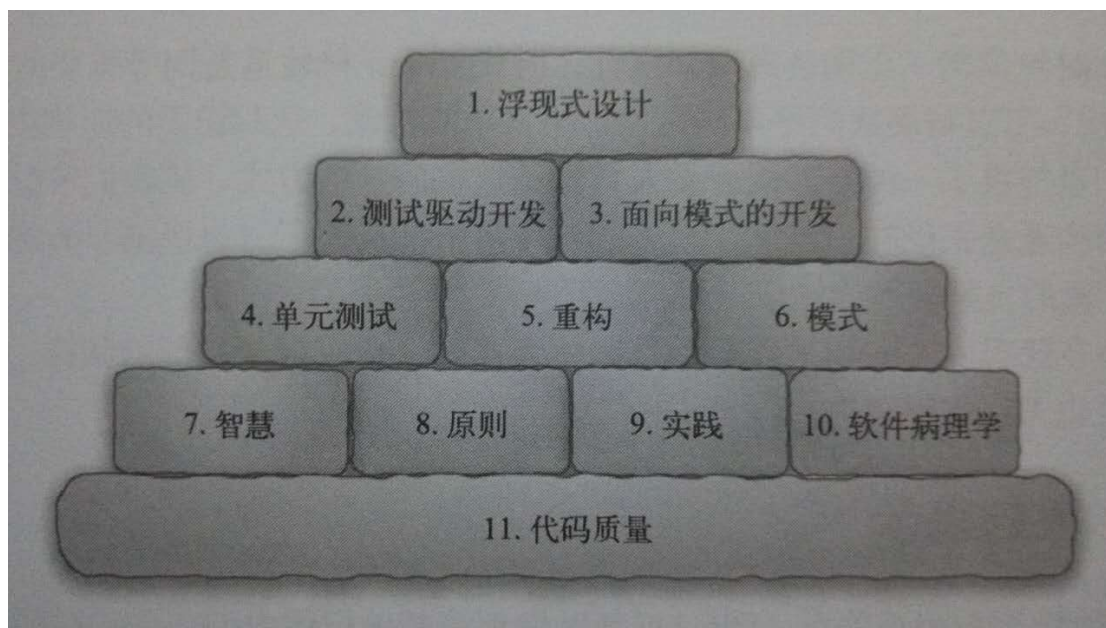 1. 浮现式设计
2. 测试驱动开发
3. 面向模式的开发
4. 单元测试
5. 重构
6. 模式
7. 智慧
8. 原则
9. 实践
10. 软件病理学
11. 代码质量